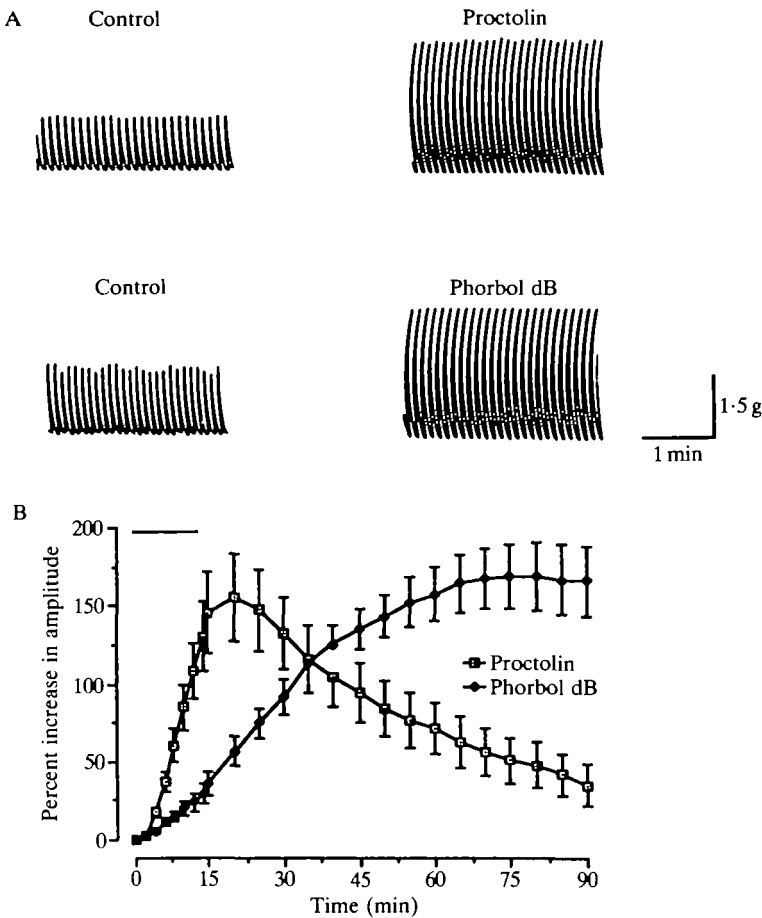 A
Control Proctolin
Control Phorbol dB
1·5 g
1 min
B
200
150
100
50
0
Percent increase in amplitude
Proctolin
Phorbol dB
0 15 30 45 60 75 90
Time (min)